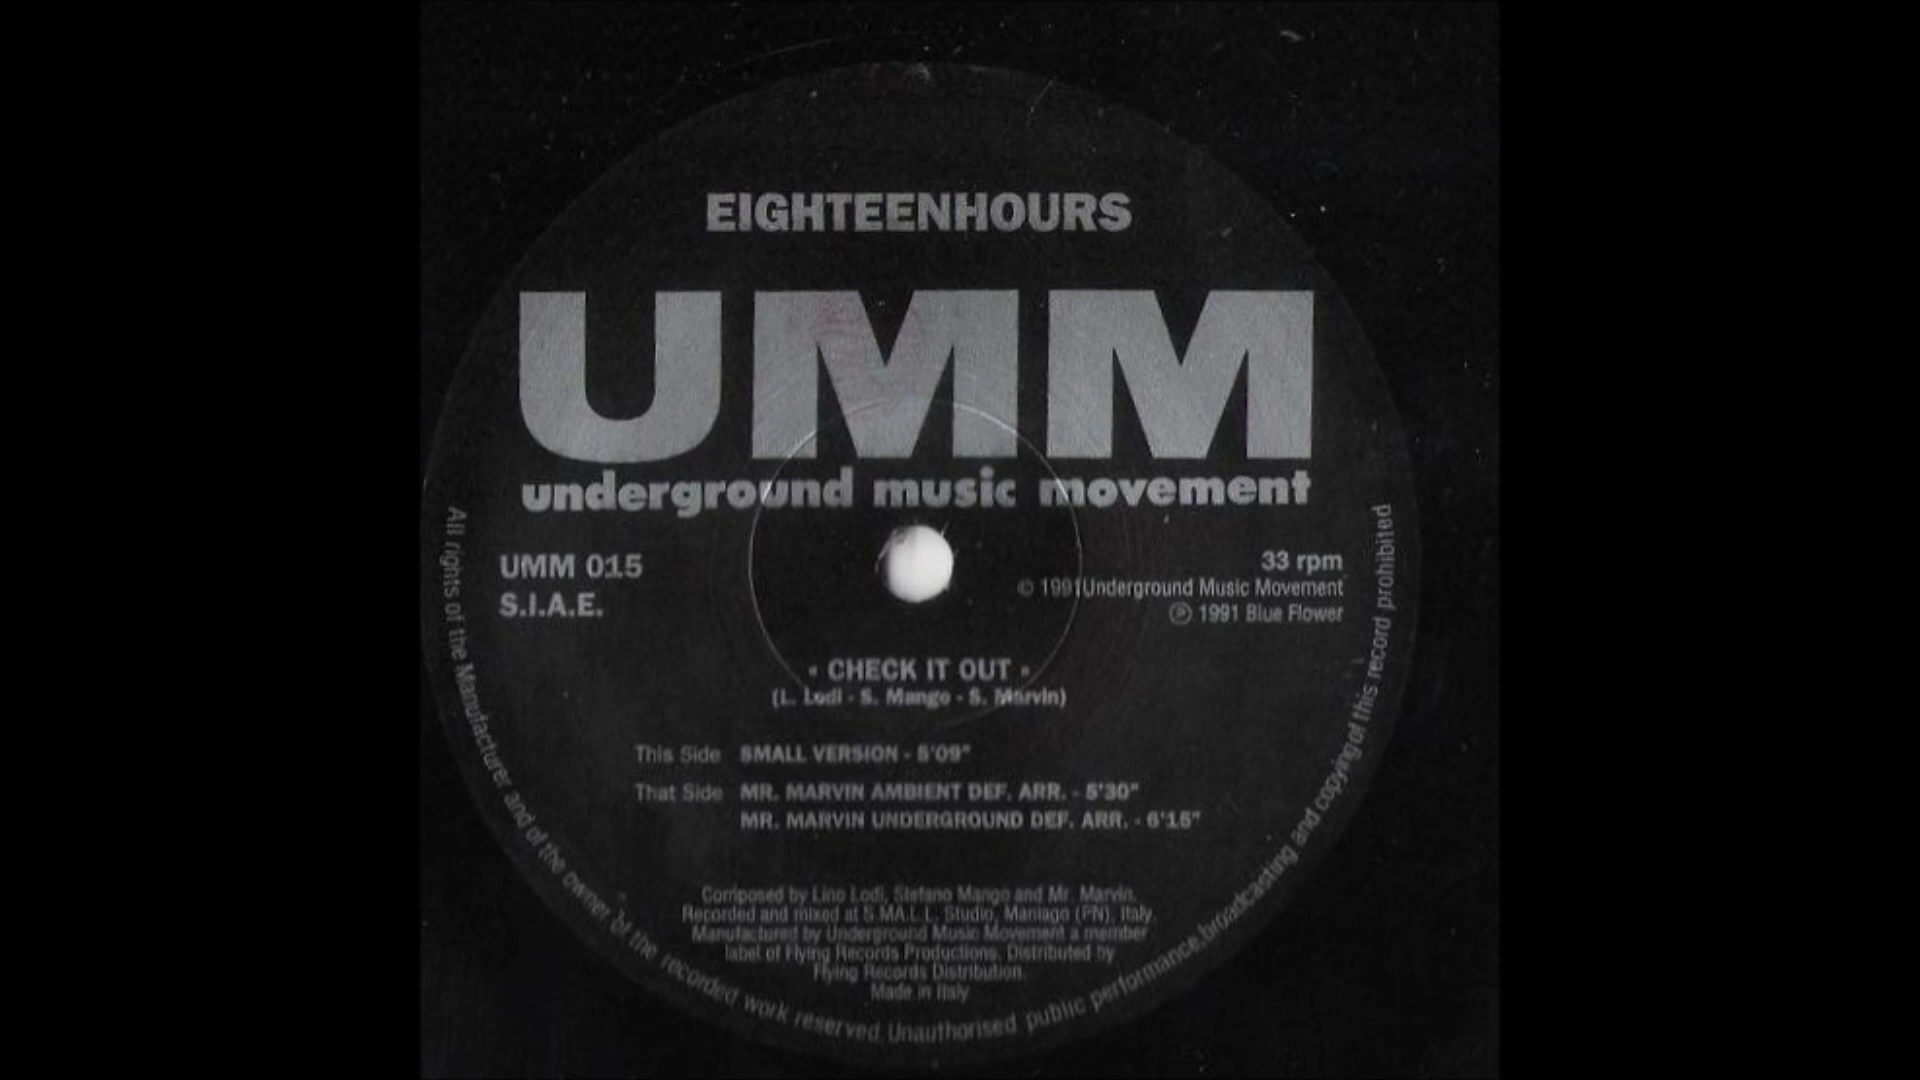 EIGHTEENHOURS
UMM
underground music movement
UMM 015
S.I.A.E.
33 rpm
© 1991 Underground Music Movement
℗ 1991 Blue Flower
• CHECK IT OUT •
(L. Lodi - S. Mango - S. Marvin)
This Side SMALL VERSION - 5'09"
That Side MR. MARVIN AMBIENT DEF. ARR. - 5'30"
MR. MARVIN UNDERGROUND DEF. ARR. - 6'15"
Composed by Lino Lodi, Stefano Mango and Mr. Marvin.
Recorded and mixed at S.M.A.L.L. Studio, Maniago (PN), Italy.
Manufactured by Underground Music Movement a member
label of Flying Records Productions. Distributed by
Flying Records Distribution.
Made in Italy
All rights of the Manufacturer and of the owner of the recorded work reserved. Unauthorised public performance, broadcasting and copying of this record prohibited